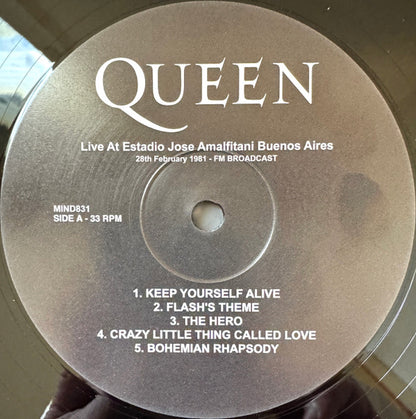 QUEEN
Live At Estadio Jose Amalfitani Buenos Aires
28th February 1981 - FM BROADCAST
MIND831
SIDE A - 33 RPM
1. KEEP YOURSELF ALIVE
2. FLASH'S THEME
3. THE HERO
4. CRAZY LITTLE THING CALLED LOVE
5. BOHEMIAN RHAPSODY